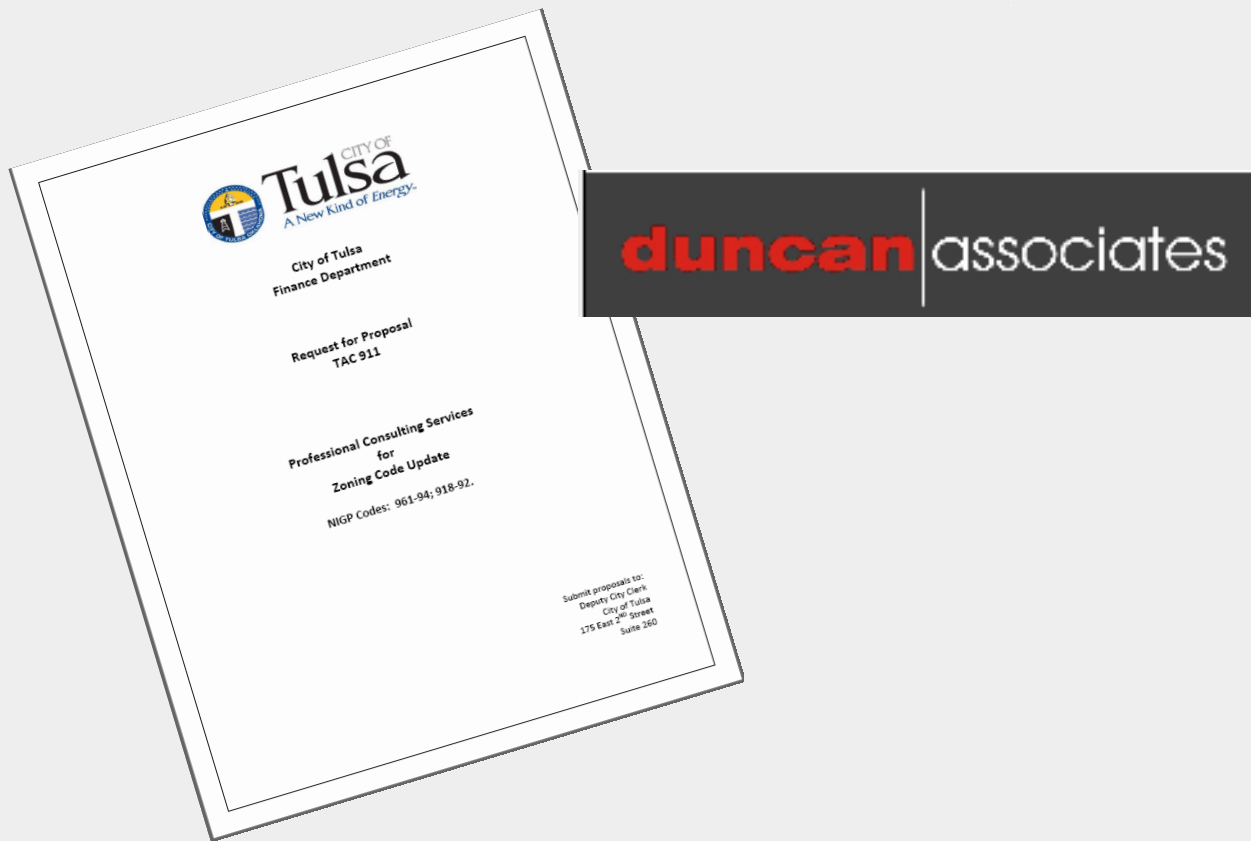 CITY OF
Tulsa
A New Kind of Energy.
City of Tulsa
Finance Department
Request for Proposal
TAC 911
Professional Consulting Services
for
Zoning Code Update
NIGP Codes: 961-94; 918-92.
Submit proposals to:
Deputy City Clerk
City of Tulsa
175 East 2ND Street
Suite 260
duncan|associates